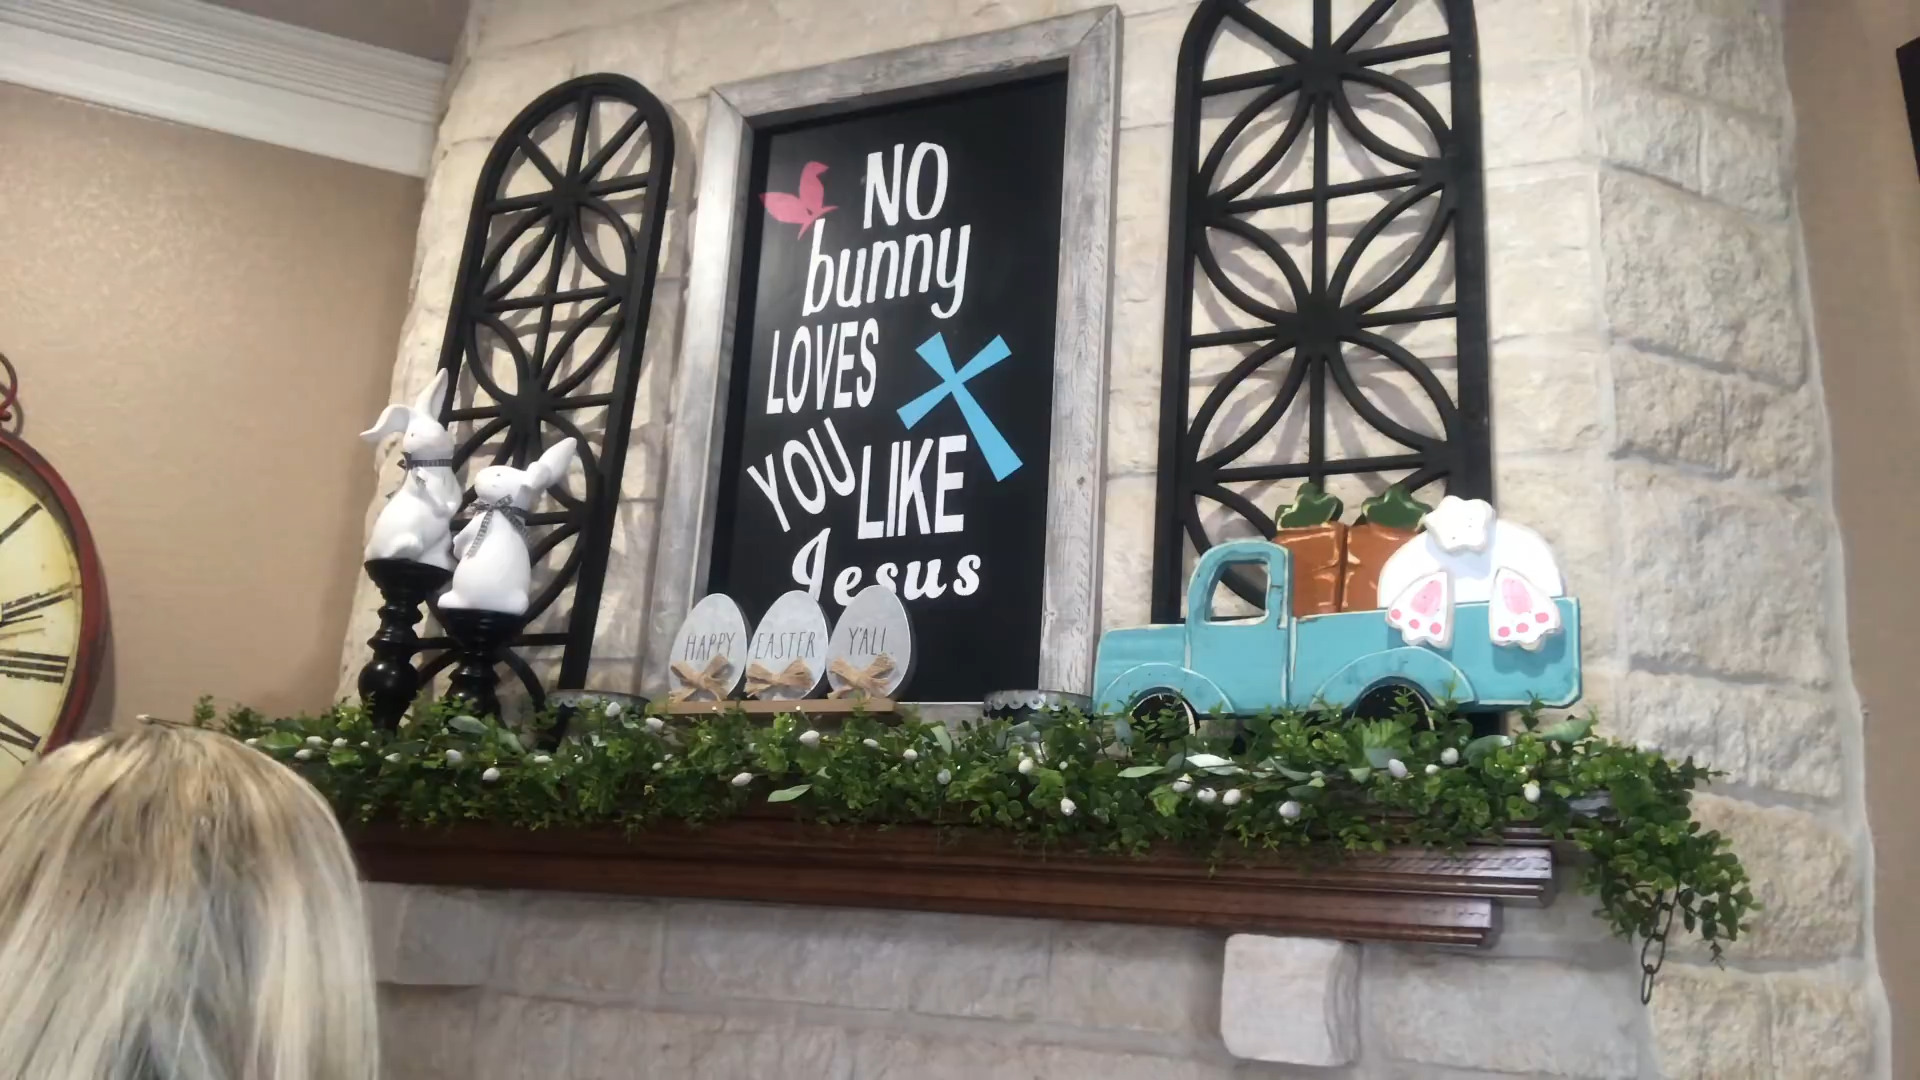 NO
bunny
LOVES
YOU LIKE
Jesus
HAPPY EASTER Y'ALL